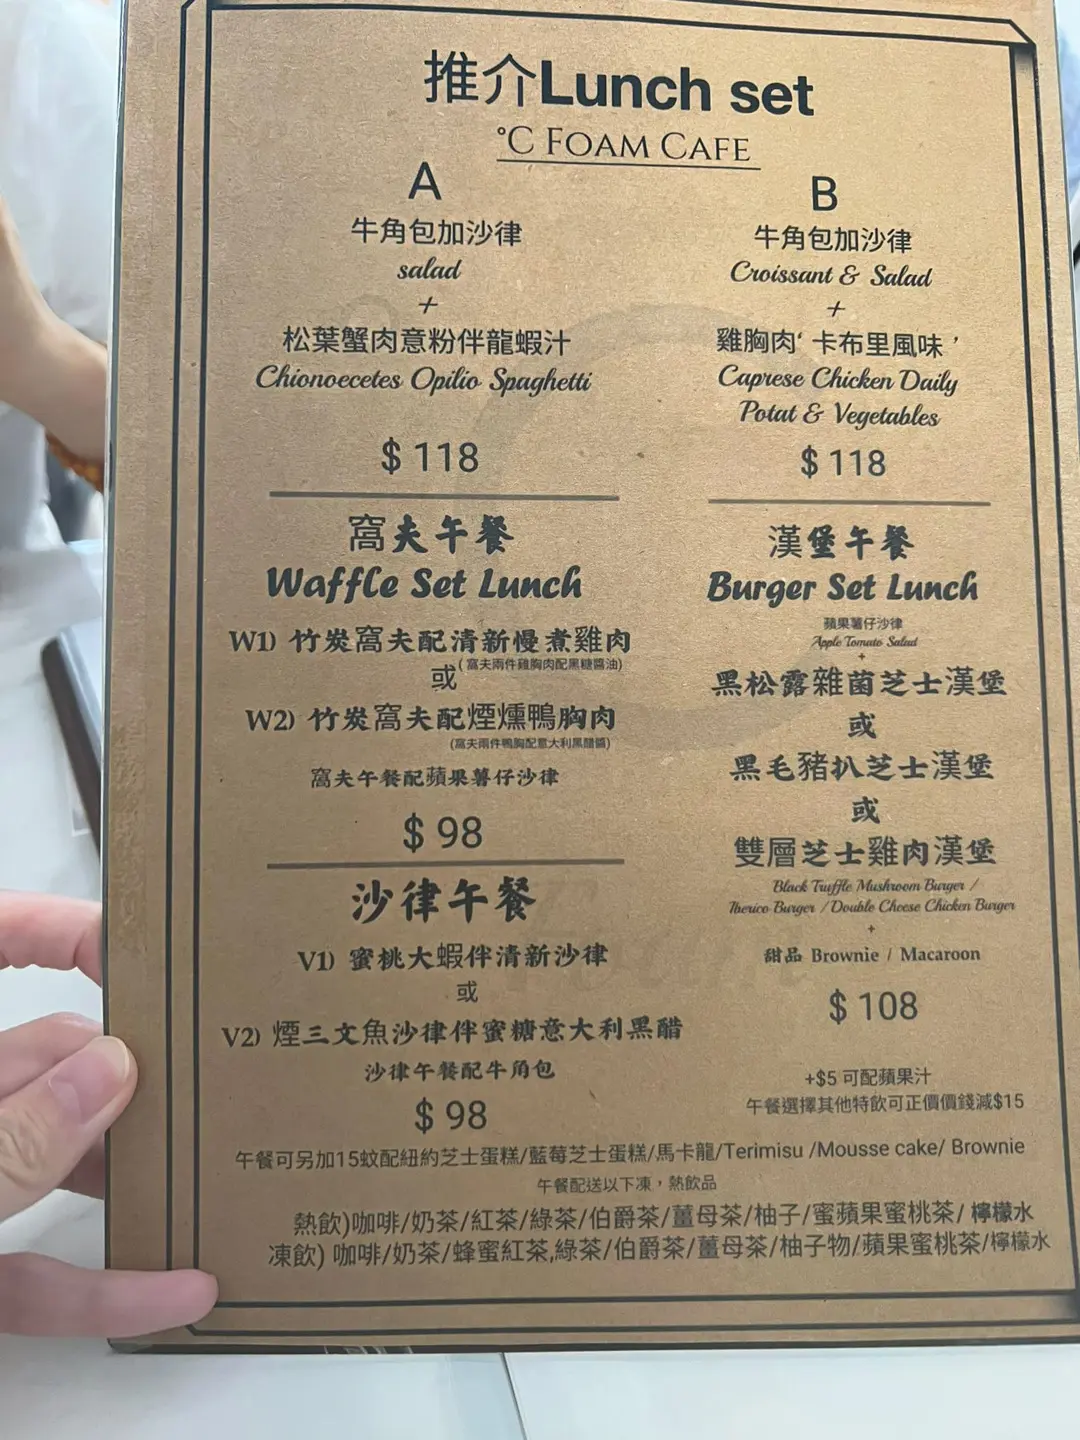 推介Lunch set
°C FOAM CAFE
A
牛角包加沙律
salad
+
松葉蟹肉意粉伴龍蝦汁
Chionoecetes Opilio Spaghetti
$ 118
B
牛角包加沙律
Croissant & Salad
+
雞胸肉‘ 卡布里風味 ’
Caprese Chicken Daily
Potat & Vegetables
$ 118
窩夫午餐
Waffle Set Lunch
W1) 竹炭窩夫配清新慢煮雞肉
(窩夫兩件雞胸肉配黑糖醬油)
或
W2) 竹炭窩夫配煙燻鴨胸肉
(窩夫兩件鴨胸配意大利黑醋醬)
窩夫午餐配蘋果薯仔沙律
$ 98
沙律午餐
V1) 蜜桃大蝦伴清新沙律
或
V2) 煙三文魚沙律伴蜜糖意大利黑醋
沙律午餐配牛角包
$ 98
漢堡午餐
Burger Set Lunch
蘋果薯仔沙律
Apple Tomato Salad
+
黑松露雜菌芝士漢堡
或
黑毛豬扒芝士漢堡
或
雙層芝士雞肉漢堡
Black Truffle Mushroom Burger /
Iberico Burger / Double Cheese Chicken Burger
+
甜品 Brownie / Macaroon
$ 108
+$5 可配蘋果汁
午餐選擇其他特飲可正價價錢減$15
午餐可另加15蚊配紐約芝士蛋糕/藍莓芝士蛋糕/馬卡龍/Terimisu /Mousse cake/ Brownie
午餐配送以下凍，熱飲品
熱飲)咖啡/奶茶/紅茶/綠茶/伯爵茶/薑母茶/柚子/蜜蘋果蜜桃茶/ 檸檬水
凍飲) 咖啡/奶茶/蜂蜜紅茶,綠茶/伯爵茶/薑母茶/柚子物/蘋果蜜桃茶/檸檬水